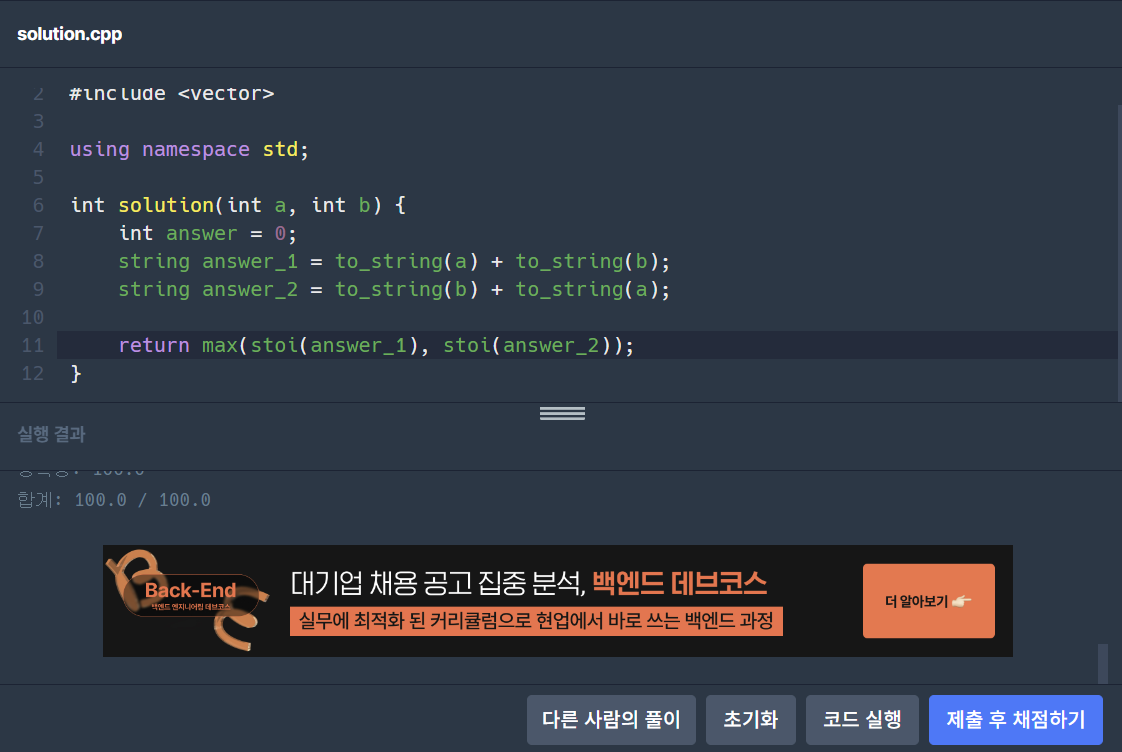 solution.cpp
2 #include <vector>
3
4 using namespace std;
5
6 int solution(int a, int b) {
7     int answer = 0;
8     string answer_1 = to_string(a) + to_string(b);
9     string answer_2 = to_string(b) + to_string(a);
10
11     return max(stoi(answer_1), stoi(answer_2));
12 }
실행 결과
100.0
합계: 100.0 / 100.0
Back-End
백엔드 엔지니어링 데브코스
대기업 채용 공고 집중 분석, 백엔드 데브코스
실무에 최적화 된 커리큘럼으로 현업에서 바로 쓰는 백엔드 과정
더 알아보기 👉🏻
다른 사람의 풀이
초기화
코드 실행
제출 후 채점하기